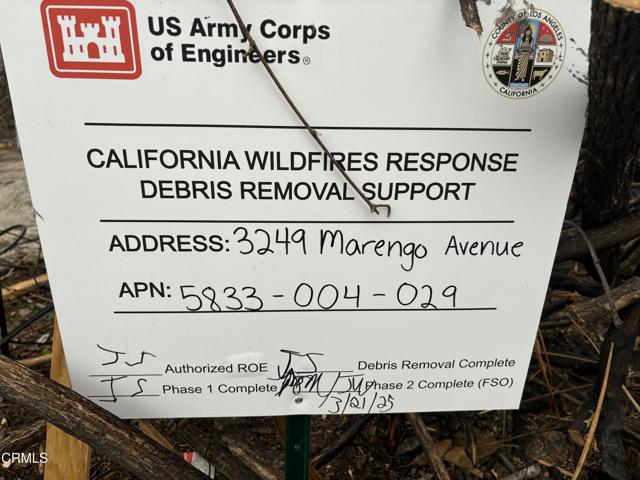 US Army Corps
of Engineers®
COUNTY OF LOS ANGELES
CALIFORNIA
CALIFORNIA WILDFIRES RESPONSE
DEBRIS REMOVAL SUPPORT
ADDRESS: 3249 Marengo Avenue
APN: 5833-004-029
JS Authorized ROE JS Debris Removal Complete
JS Phase 1 Complete Phase 2 Complete (FSO)
3/21/25
CRMLS